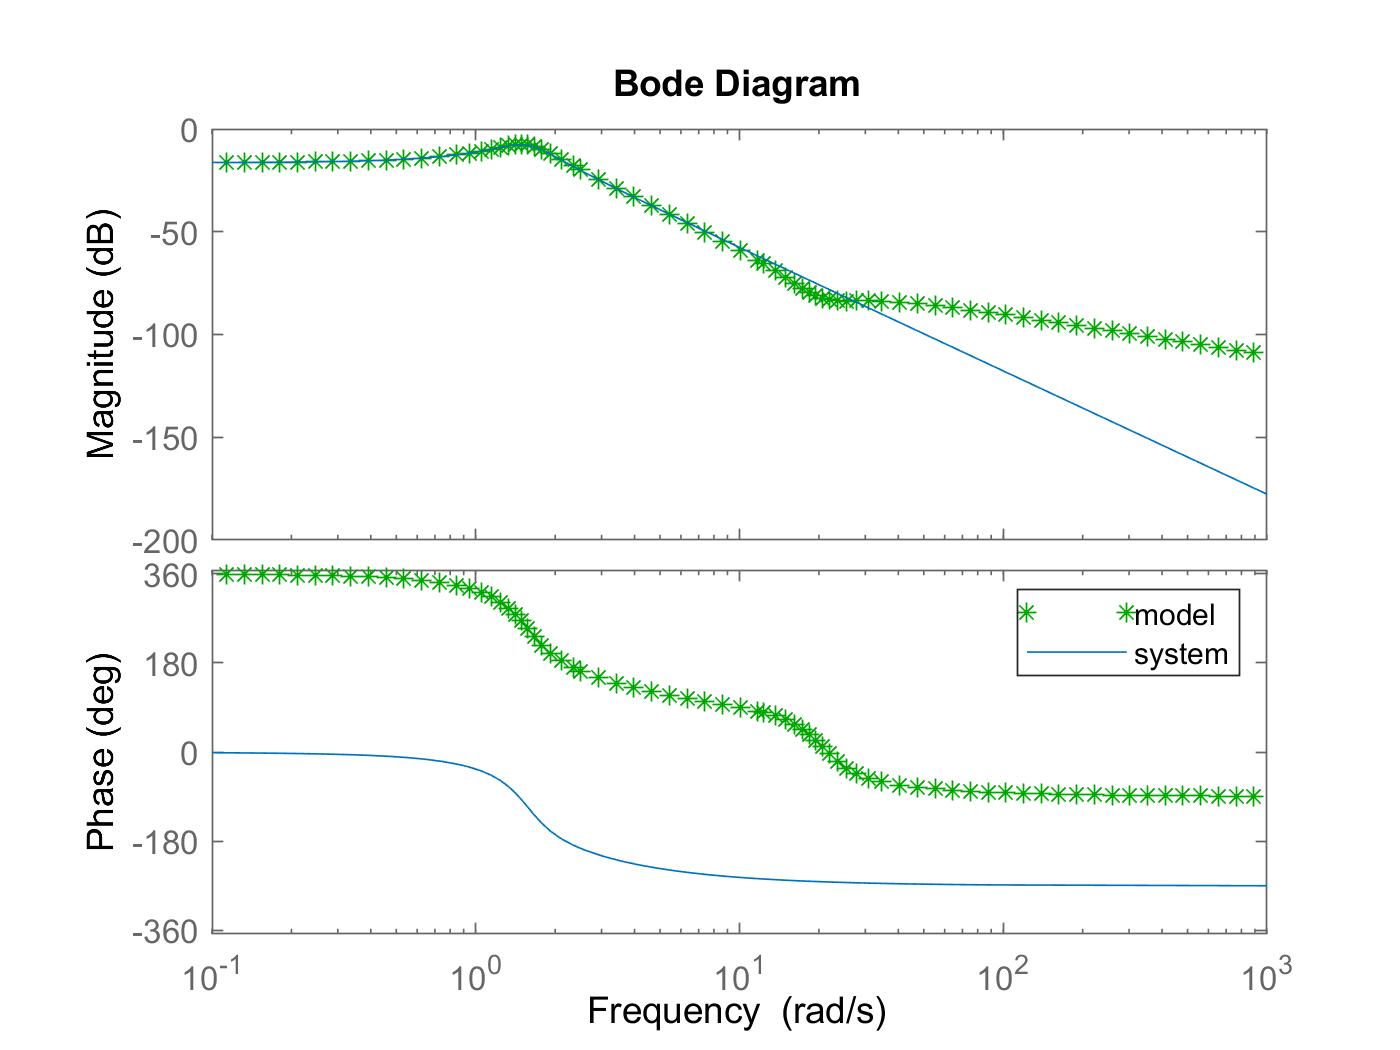 Bode Diagram
Magnitude (dB)
0
-50
-100
-150
-200
Phase (deg)
360
180
0
-180
-360
model
system
10^-1 10^0 10^1 10^2 10^3
Frequency (rad/s)